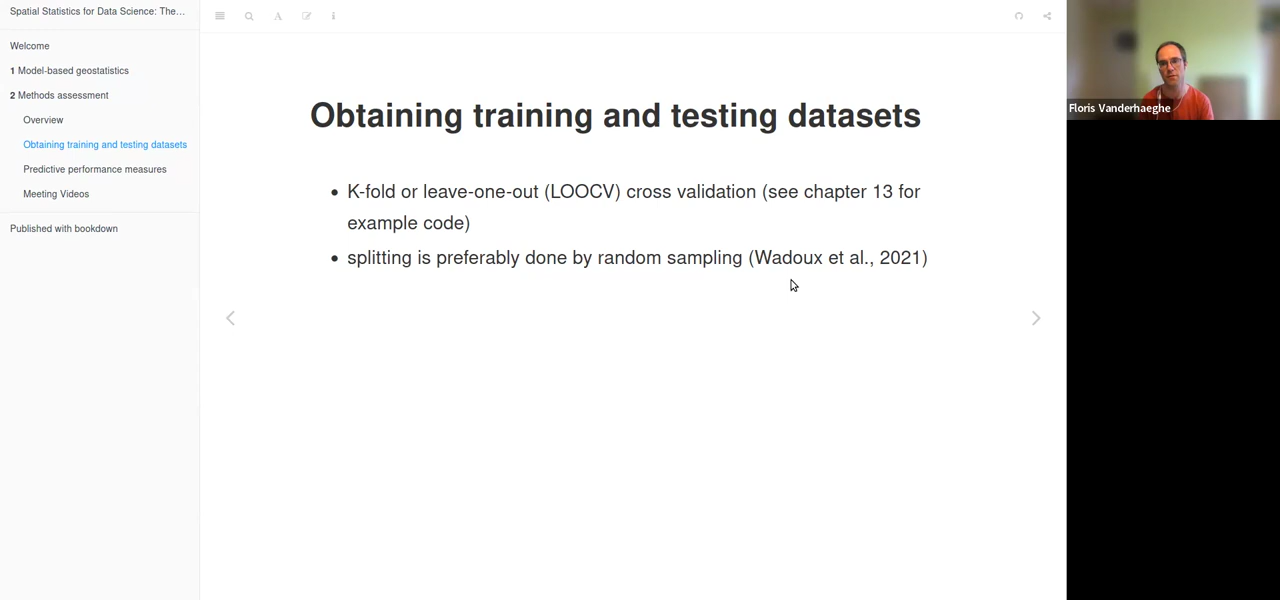 Spatial Statistics for Data Science: The…
Welcome
1 Model-based geostatistics
2 Methods assessment
Overview
Obtaining training and testing datasets
Predictive performance measures
Meeting Videos
Published with bookdown
A
i
Obtaining training and testing datasets
• K-fold or leave-one-out (LOOCV) cross validation (see chapter 13 for
example code)
• splitting is preferably done by random sampling (Wadoux et al., 2021)
Floris Vanderhaeghe